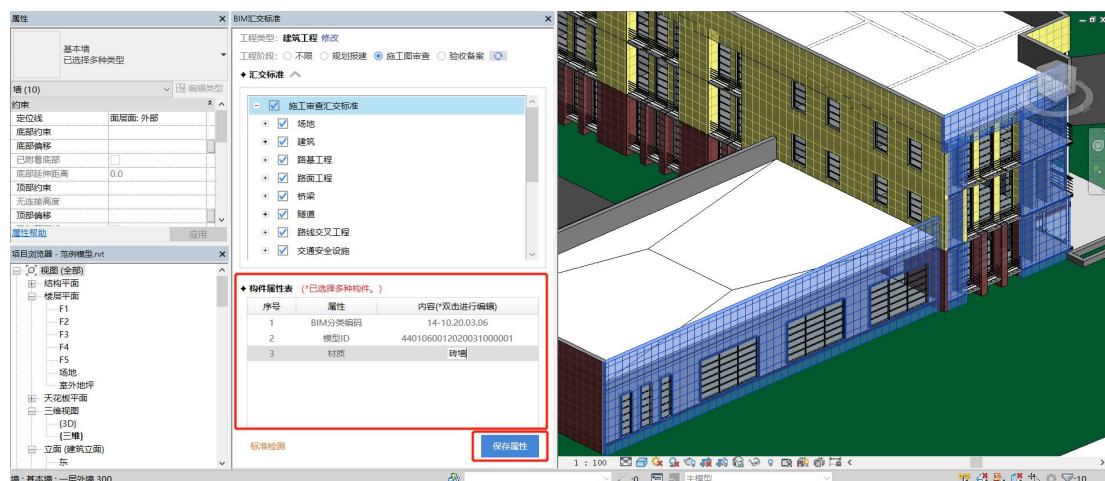 属性
基本墙
已选择多种类型
墙 (10)
编辑类型
约束
定位线 面层面: 外部
底部约束
底部偏移
已附着底部
底部延伸距离 0.0
顶部约束
无连接高度
顶部偏移
属性帮助
应用
项目浏览器 - 范例模型.rvt
视图 (全部)
结构平面
楼层平面
F1
F2
F3
F4
F5
场地
室外地坪
天花板平面
三维视图
(3D)
{三维}
立面 (建筑立面)
东
BIM汇交标准
工程类型: 建筑工程 修改
工程阶段: 不限 规划报建 施工图审查 验收备案
汇交标准
施工审查汇交标准
场地
建筑
路基工程
路面工程
桥梁
隧道
路线交叉工程
交通安全设施
构件属性表 (*已选择多种构件。)
序号 属性 内容(*双击进行编辑)
1 BIM分类编码 14-10.20.03.06
2 模型ID 4401060012020031000001
3 材质 砖墙
标准检测
保存属性
1 : 100
墙 : 基本墙 : 一层外墙 300
:0
主模型
:10